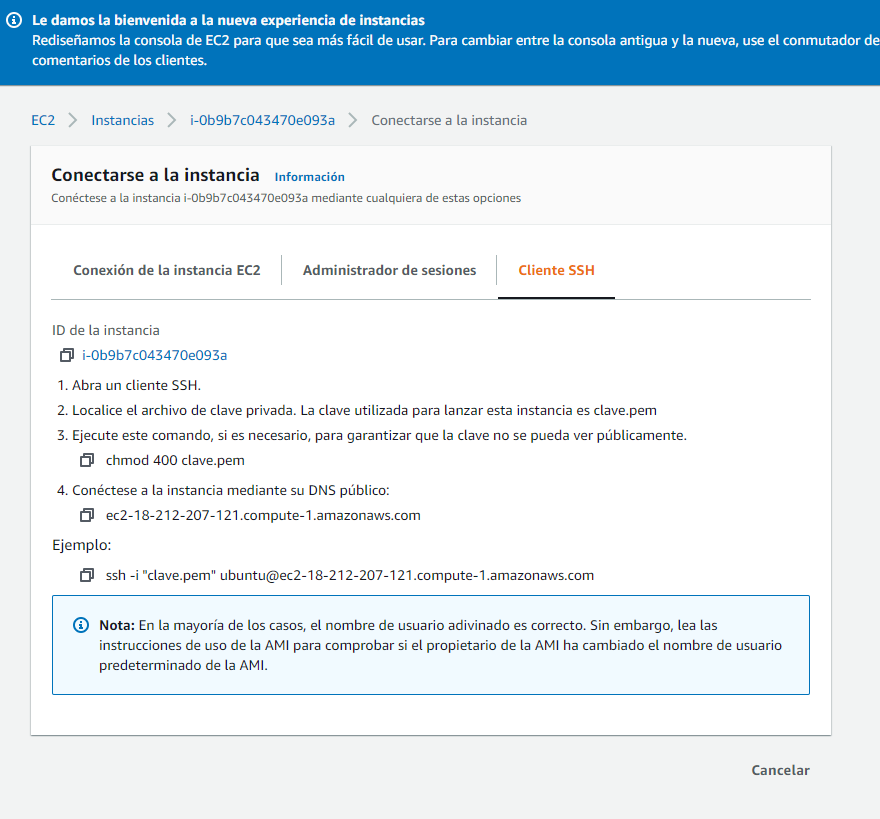 Le damos la bienvenida a la nueva experiencia de instancias
Rediseñamos la consola de EC2 para que sea más fácil de usar. Para cambiar entre la consola antigua y la nueva, use el conmutador de
comentarios de los clientes.
EC2 > Instancias > i-0b9b7c043470e093a > Conectarse a la instancia
Conectarse a la instancia Información
Conéctese a la instancia i-0b9b7c043470e093a mediante cualquiera de estas opciones
Conexión de la instancia EC2 Administrador de sesiones Cliente SSH
ID de la instancia
i-0b9b7c043470e093a
1. Abra un cliente SSH.
2. Localice el archivo de clave privada. La clave utilizada para lanzar esta instancia es clave.pem
3. Ejecute este comando, si es necesario, para garantizar que la clave no se pueda ver públicamente.
chmod 400 clave.pem
4. Conéctese a la instancia mediante su DNS público:
ec2-18-212-207-121.compute-1.amazonaws.com
Ejemplo:
ssh -i "clave.pem" ubuntu@ec2-18-212-207-121.compute-1.amazonaws.com
Nota: En la mayoría de los casos, el nombre de usuario adivinado es correcto. Sin embargo, lea las
instrucciones de uso de la AMI para comprobar si el propietario de la AMI ha cambiado el nombre de usuario
predeterminado de la AMI.
Cancelar